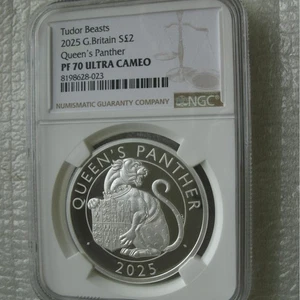 Tudor Beasts
2025 G.Britain S£2
Queen's Panther
PF 70 ULTRA CAMEO
8198628-023
NUMISMATIC GUARANTY COMPANY
NGC
QUEEN'S PANTHER
2025